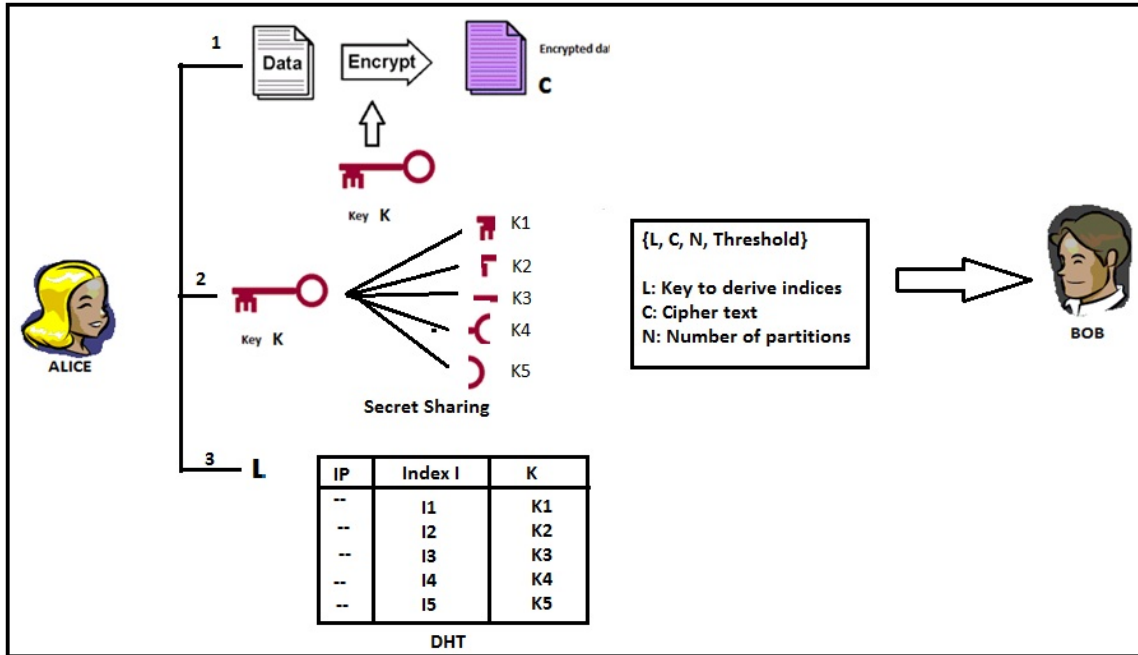 1
Data
Encrypt
Encrypted dat
C
Key K
2
Key K
K1
K2
K3
K4
K5
Secret Sharing
ALICE
{L, C, N, Threshold}
L: Key to derive indices
C: Cipher text
N: Number of partitions
BOB
3
L
IP Index I K
-- I1 K1
-- I2 K2
-- I3 K3
-- I4 K4
-- I5 K5
DHT